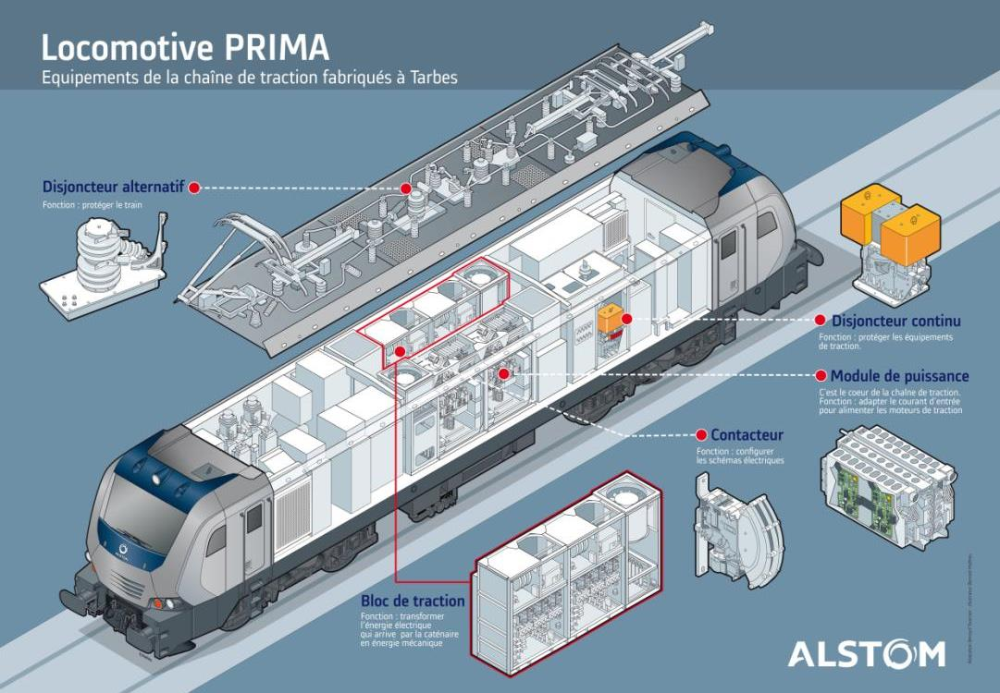 Locomotive PRIMA
Equipements de la chaîne de traction fabriqués à Tarbes
Disjoncteur alternatif
Fonction : protéger le train
Disjoncteur continu
Fonction : protéger les équipements
de traction.
Module de puissance
C'est le coeur de la chaîne de traction.
Fonction : adapter le courant d'entrée
pour alimenter les moteurs de traction
Contacteur
Fonction : configurer
les schémas électriques
Bloc de traction
Fonction : transformer
l'énergie électrique
qui arrive par la caténaire
en énergie mécanique
ALSTOM